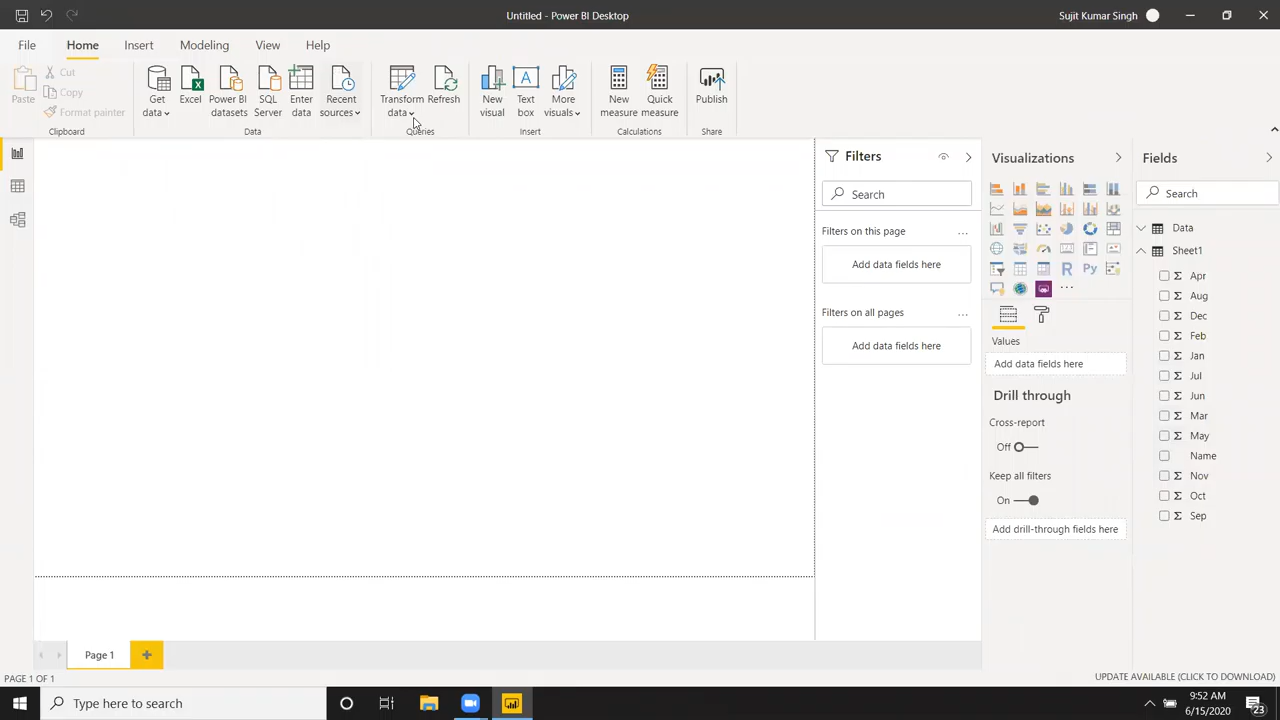 Untitled - Power BI Desktop
Sujit Kumar Singh
File Home Insert Modeling View Help
Paste
Cut
Copy
Format painter
Clipboard
Get data
Excel
Power BI datasets
SQL Server
Enter data
Recent sources
Data
Transform data
Refresh
Queries
New visual
Text box
More visuals
Insert
New measure
Quick measure
Calculations
Publish
Share
Filters
Search
Filters on this page
Add data fields here
Filters on all pages
Add data fields here
Visualizations
R Py
Values
Add data fields here
Drill through
Cross-report
Off
Keep all filters
On
Add drill-through fields here
Fields
Search
Data
Sheet1
Apr
Aug
Dec
Feb
Jan
Jul
Jun
Mar
May
Name
Nov
Oct
Sep
Page 1
PAGE 1 OF 1
UPDATE AVAILABLE (CLICK TO DOWNLOAD)
Type here to search
9:52 AM
6/15/2020
23